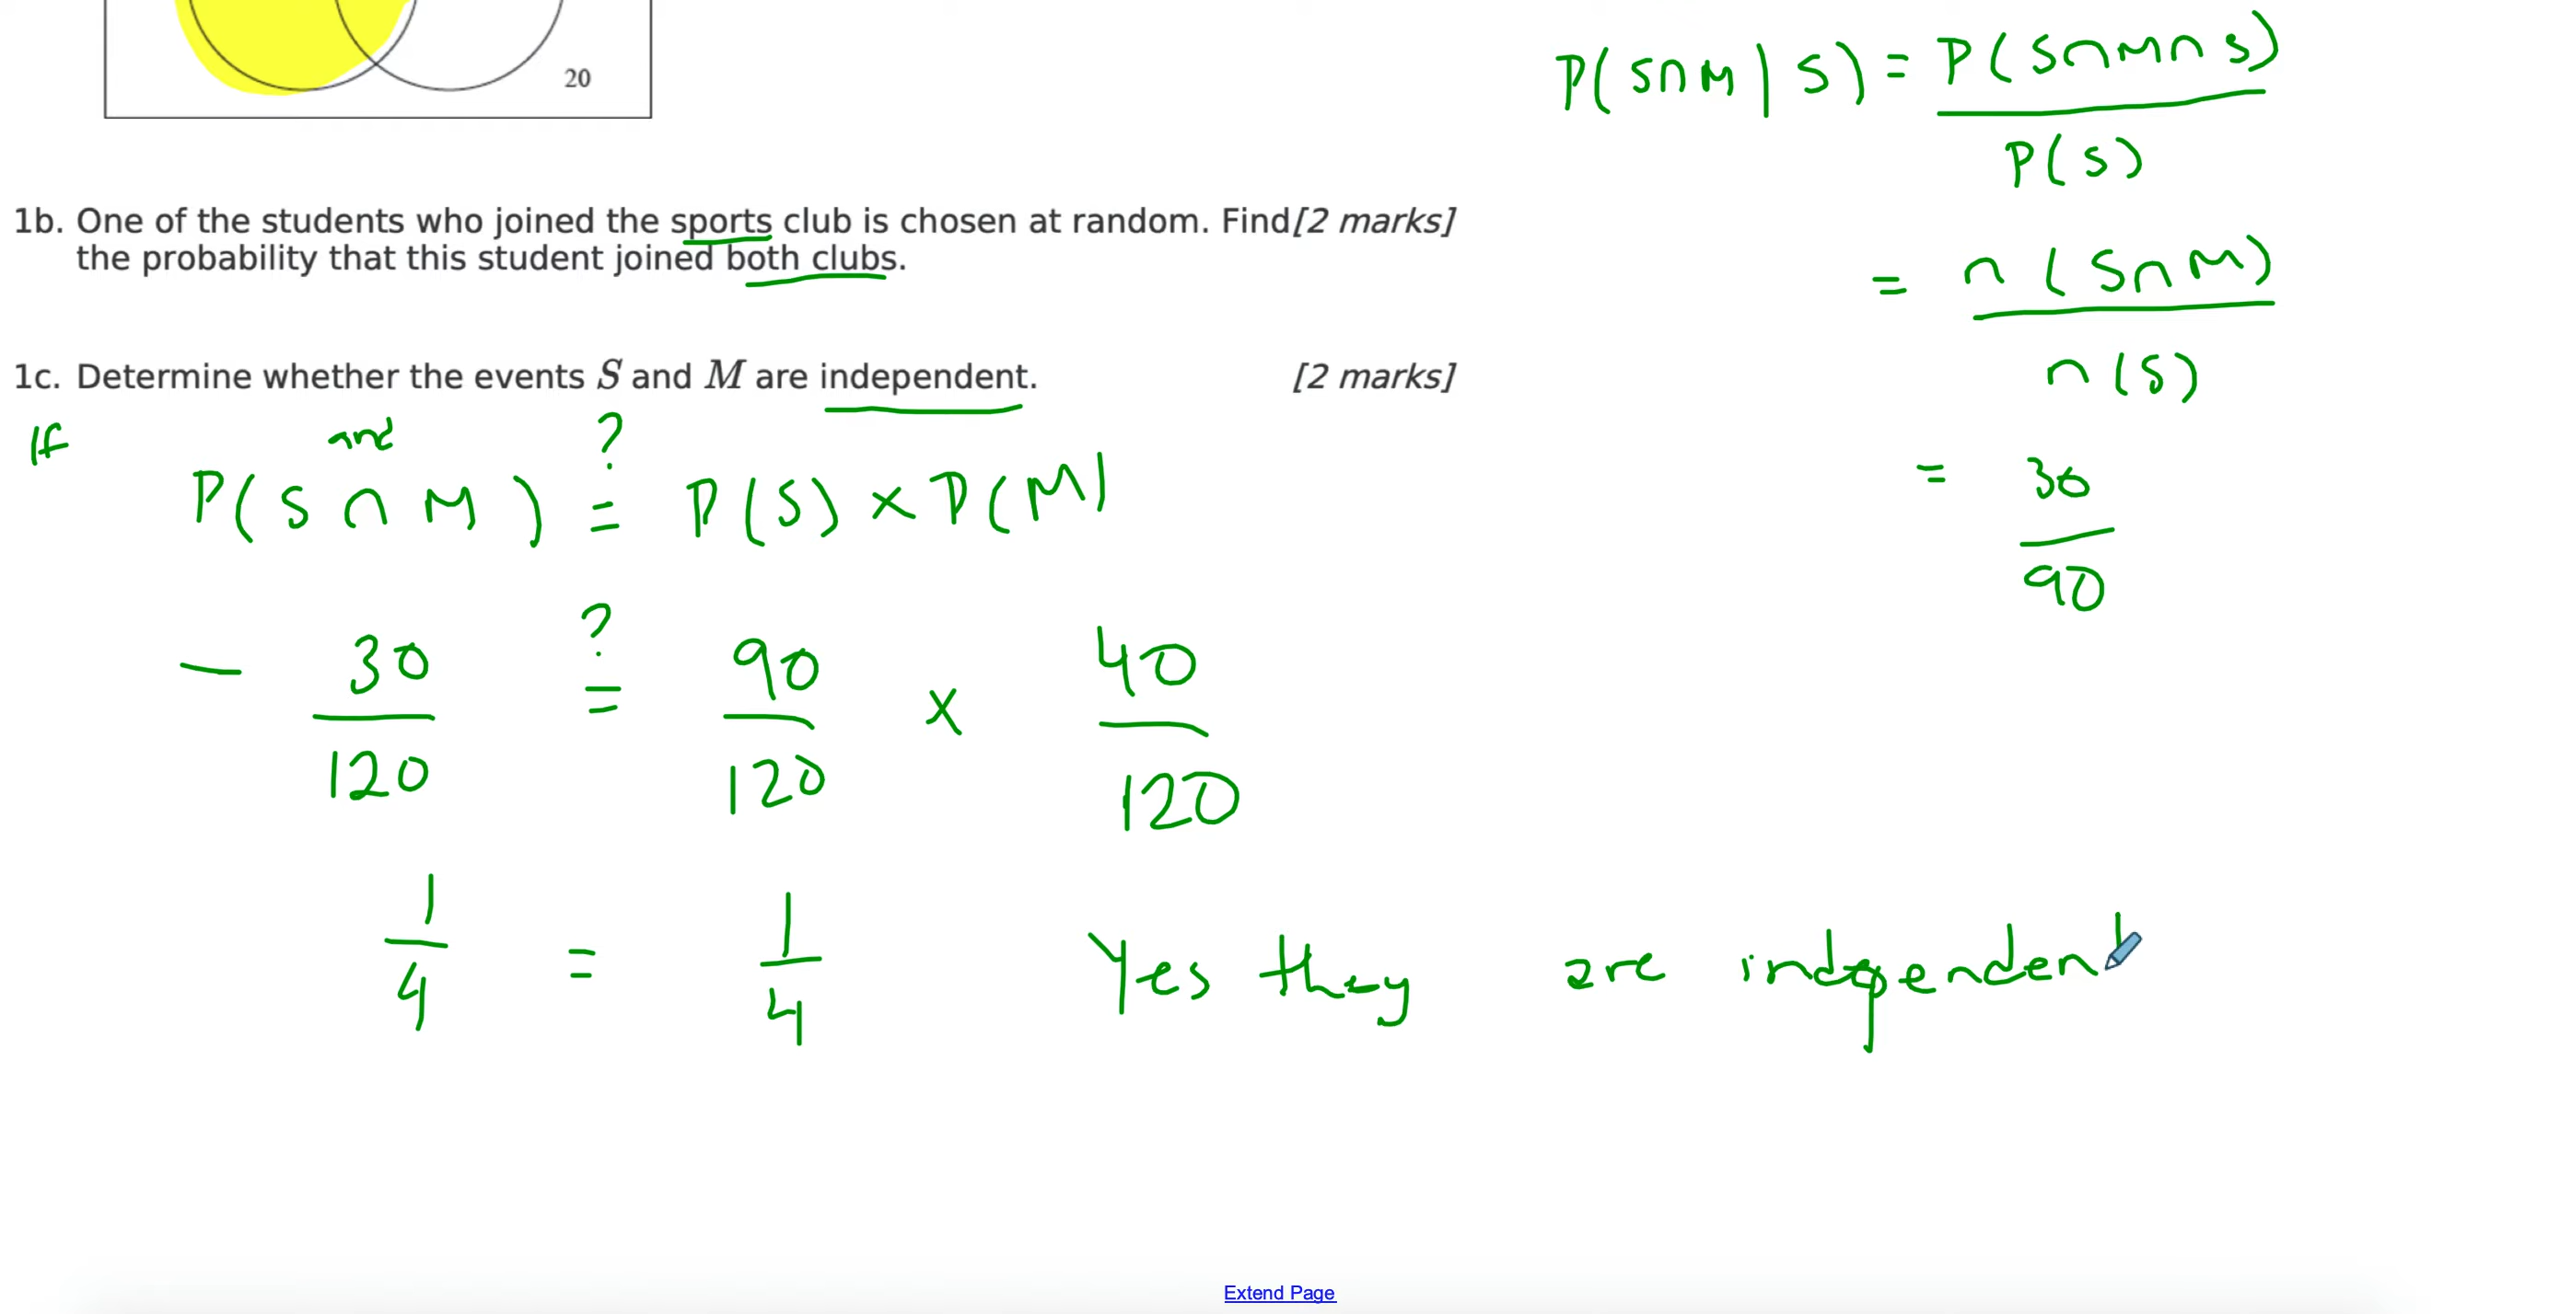 20
1b. One of the students who joined the sports club is chosen at random. Find [2 marks]
the probability that this student joined both clubs.
1c. Determine whether the events S and M are independent. [2 marks]
If
and
?
P(S ∩ M) = P(S) × P(M)
?
- 30/120 = 90/120 × 40/120
1/4 = 1/4 Yes they are independent
P(S∩M | S) = P(S∩M∩S)
P(S)
= n(S∩M)
n(S)
= 30
90
Extend Page